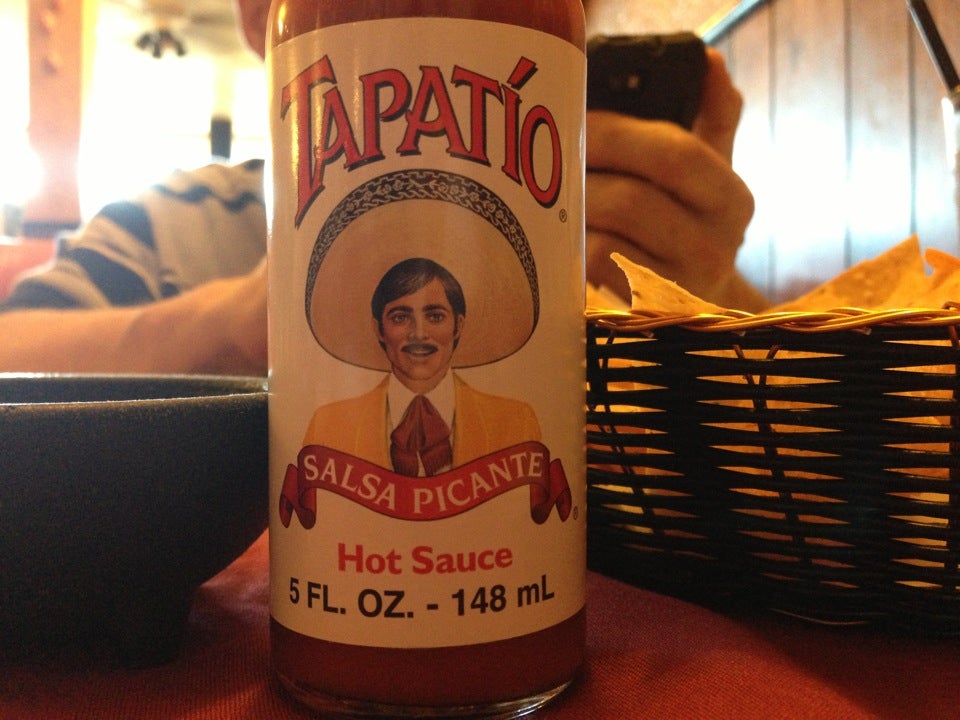 TAPATÍO®
SALSA PICANTE®
Hot Sauce
5 FL. OZ. - 148 mL